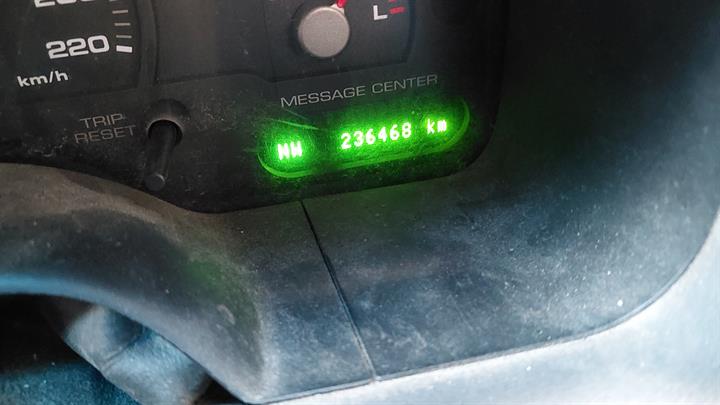 220
km/h
L
MESSAGE CENTER
TRIP
RESET
NW 236468 km